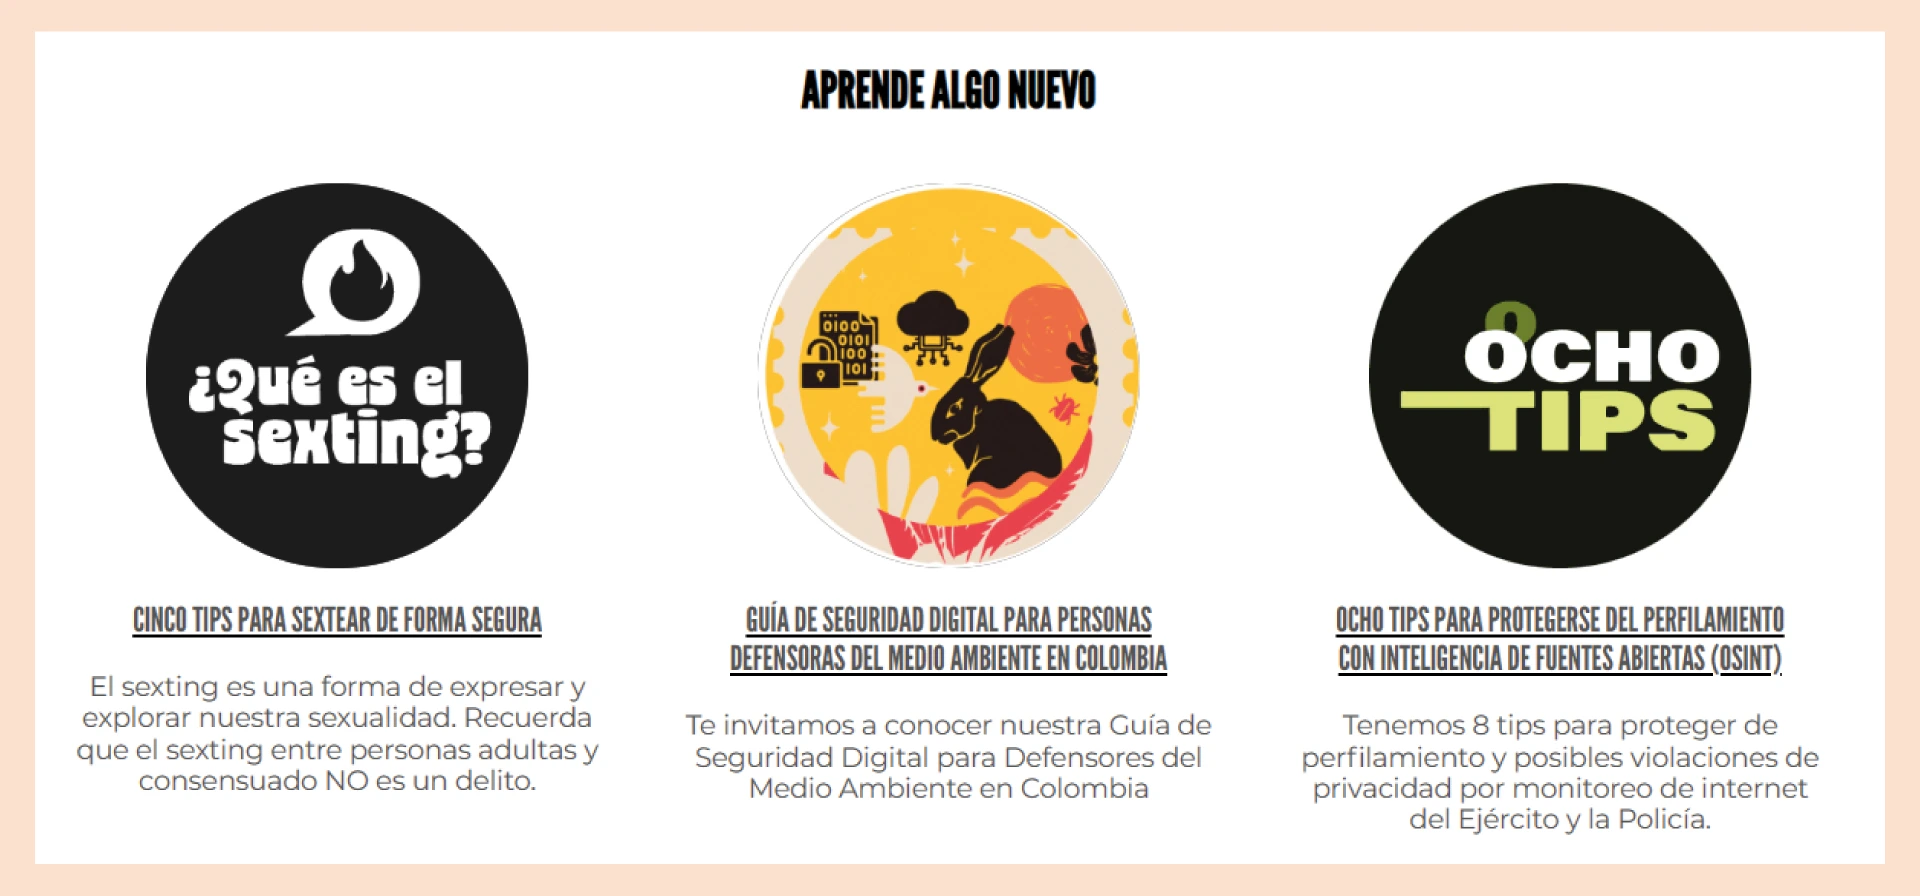 APRENDE ALGO NUEVO
¿Qué es el
sexting?
0100
0101
100
101
OCHO
TIPS
CINCO TIPS PARA SEXTEAR DE FORMA SEGURA
El sexting es una forma de expresar y
explorar nuestra sexualidad. Recuerda
que el sexting entre personas adultas y
consensuado NO es un delito.
GUÍA DE SEGURIDAD DIGITAL PARA PERSONAS
DEFENSORAS DEL MEDIO AMBIENTE EN COLOMBIA
Te invitamos a conocer nuestra Guía de
Seguridad Digital para Defensores del
Medio Ambiente en Colombia
OCHO TIPS PARA PROTEGERSE DEL PERFILAMIENTO
CON INTELIGENCIA DE FUENTES ABIERTAS (OSINT)
Tenemos 8 tips para proteger de
perfilamiento y posibles violaciones de
privacidad por monitoreo de internet
del Ejército y la Policía.